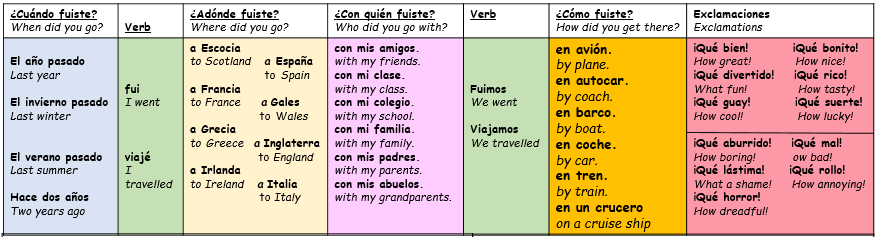 ¿Cuándo fuiste?
When did you go?
El año pasado
Last year
El invierno pasado
Last winter
El verano pasado
Last summer
Hace dos años
Two years ago
Verb
fui
I went
viajé
I
travelled
¿Adónde fuiste?
Where did you go?
a Escocia
to Scotland
a España
to Spain
a Francia
to France
a Gales
to Wales
a Grecia
to Greece
a Inglaterra
to England
a Irlanda
to Ireland
a Italia
to Italy
¿Con quién fuiste?
Who did you go with?
con mis amigos.
with my friends.
con mi clase.
with my class.
con mi colegio.
with my school.
con mi familia.
with my family.
con mis padres.
with my parents.
con mis abuelos.
with my grandparents.
Verb
Fuimos
We went
Viajamos
We travelled
¿Cómo fuiste?
How did you get there?
en avión.
by plane.
en autocar.
by coach.
en barco.
by boat.
en coche.
by car.
en tren.
by train.
en un crucero
on a cruise ship
Exclamaciones
Exclamations
¡Qué bien! ¡Qué bonito!
How great! How nice!
¡Qué divertido! ¡Qué rico!
What fun! How tasty!
¡Qué guay! ¡Qué suerte!
How cool! How lucky!
¡Qué aburrido! ¡Qué mal!
How boring! ow bad!
¡Qué lástima! ¡Qué rollo!
What a shame! How annoying!
¡Qué horror!
How dreadful!